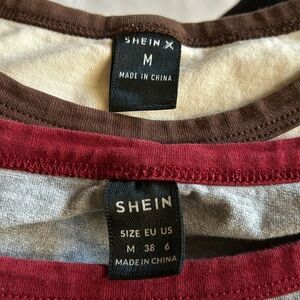 SHEIN X
M
MADE IN CHINA
SHEIN
SIZE EU US
M 38 6
MADE IN CHINA